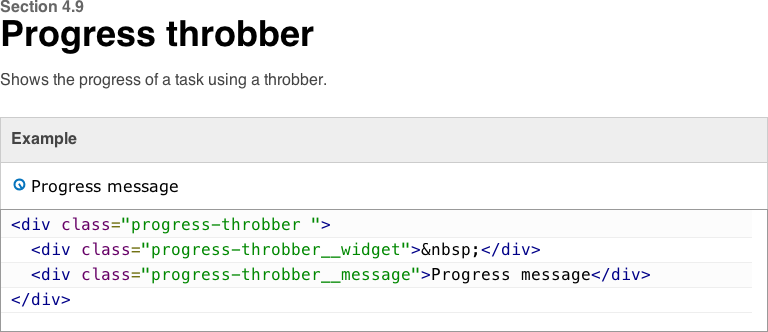 Section 4.9
Progress throbber
Shows the progress of a task using a throbber.
Example
Progress message
<div class="progress-throbber ">
  <div class="progress-throbber__widget">&nbsp;</div>
  <div class="progress-throbber__message">Progress message</div>
</div>